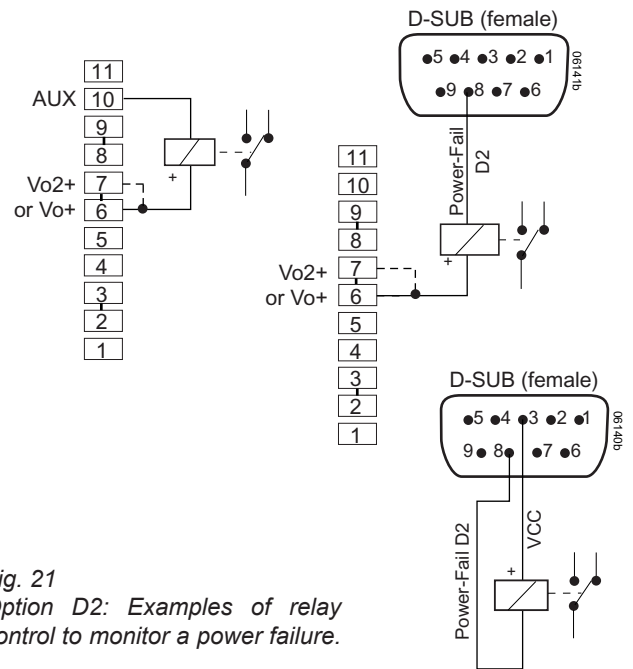 11
AUX 10
9
8
Vo2+ 7
or Vo+ 6
5
4
3
2
1
+
D-SUB (female)
5 4 3 2 1
9 8 7 6
06141b
Power-Fail
D2
11
10
9
8
Vo2+ 7
or Vo+ 6
5
4
3
2
1
+
D-SUB (female)
5 4 3 2 1
9 8 7 6
06140b
Power-Fail D2
VCC
+
ig. 21
ption D2: Examples of relay
ontrol to monitor a power failure.